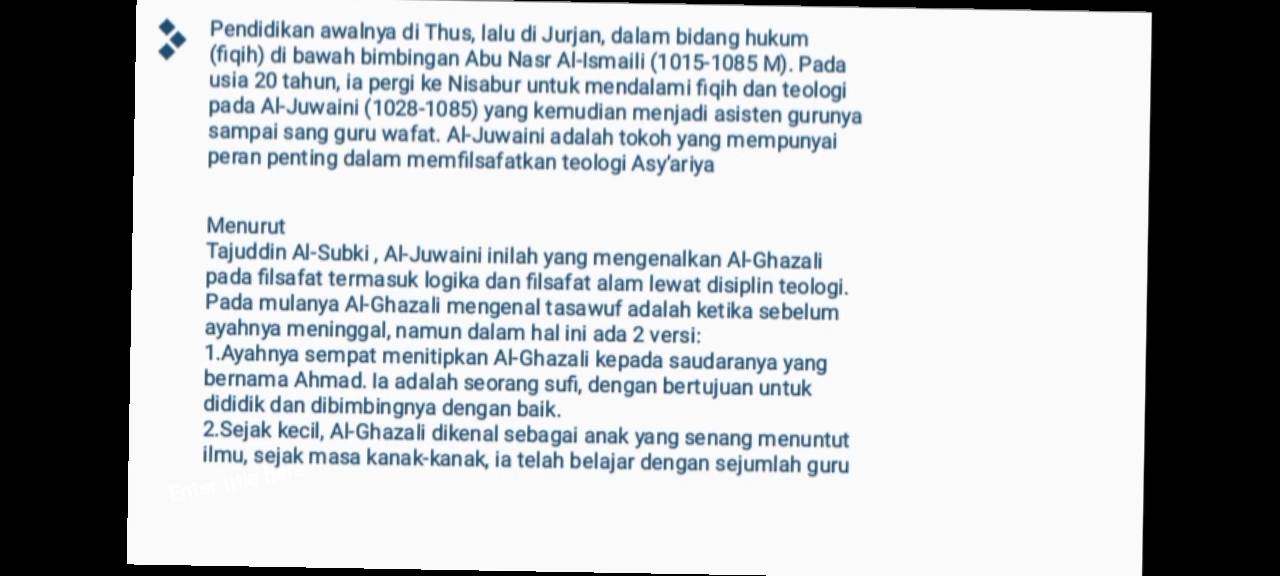 Pendidikan awalnya di Thus, lalu di Jurjan, dalam bidang hukum
(fiqih) di bawah bimbingan Abu Nasr Al-Ismaili (1015-1085 M). Pada
usia 20 tahun, ia pergi ke Nisabur untuk mendalami fiqih dan teologi
pada Al-Juwaini (1028-1085) yang kemudian menjadi asisten gurunya
sampai sang guru wafat. Al-Juwaini adalah tokoh yang mempunyai
peran penting dalam memfilsafatkan teologi Asy'ariya
Menurut
Tajuddin Al-Subki , Al-Juwaini inilah yang mengenalkan Al-Ghazali
pada filsafat termasuk logika dan filsafat alam lewat disiplin teologi.
Pada mulanya Al-Ghazali mengenal tasawuf adalah ketika sebelum
ayahnya meninggal, namun dalam hal ini ada 2 versi:
1.Ayahnya sempat menitipkan Al-Ghazali kepada saudaranya yang
bernama Ahmad. Ia adalah seorang sufi, dengan bertujuan untuk
dididik dan dibimbingnya dengan baik.
2.Sejak kecil, Al-Ghazali dikenal sebagai anak yang senang menuntut
ilmu, sejak masa kanak-kanak, ia telah belajar dengan sejumlah guru
Enter title